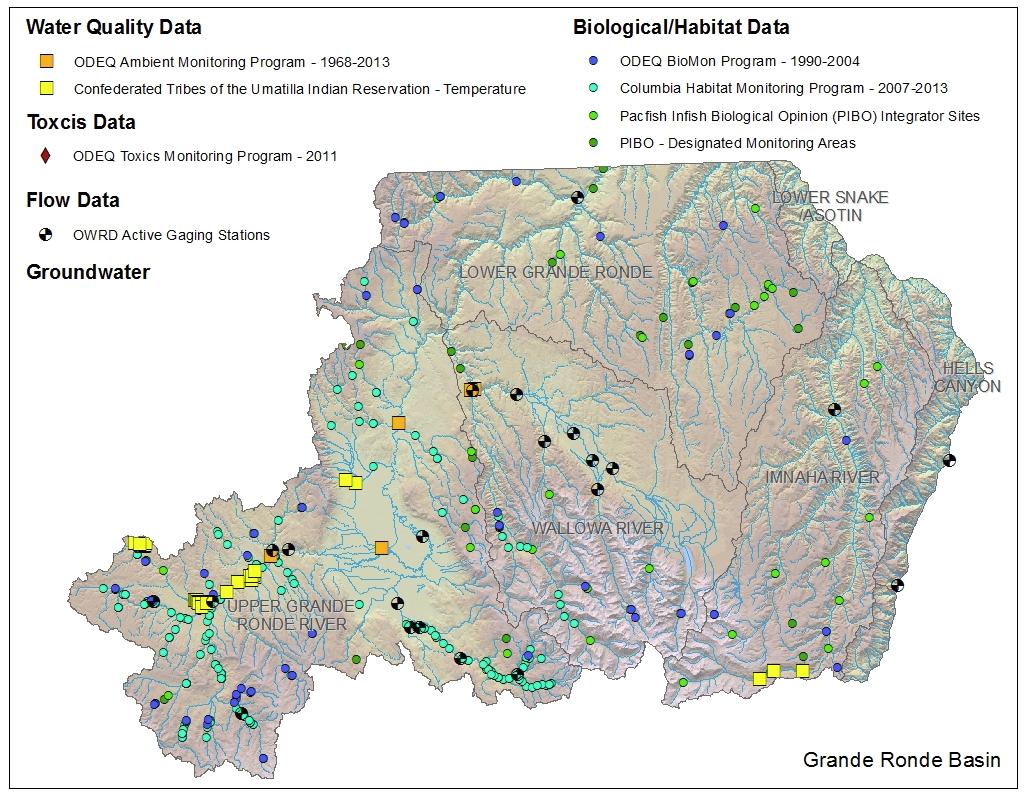 Water Quality Data
ODEQ Ambient Monitoring Program - 1968-2013
Confederated Tribes of the Umatilla Indian Reservation - Temperature
Toxcis Data
ODEQ Toxics Monitoring Program - 2011
Flow Data
OWRD Active Gaging Stations
Groundwater
Biological/Habitat Data
ODEQ BioMon Program - 1990-2004
Columbia Habitat Monitoring Program - 2007-2013
Pacfish Infish Biological Opinion (PIBO) Integrator Sites
PIBO - Designated Monitoring Areas
LOWER SNAKE
/ASOTIN
LOWER GRANDE RONDE
HELLS
CANYON
IMNAHA RIVER
WALLOWA RIVER
UPPER GRANDE
RONDE RIVER
Grande Ronde Basin